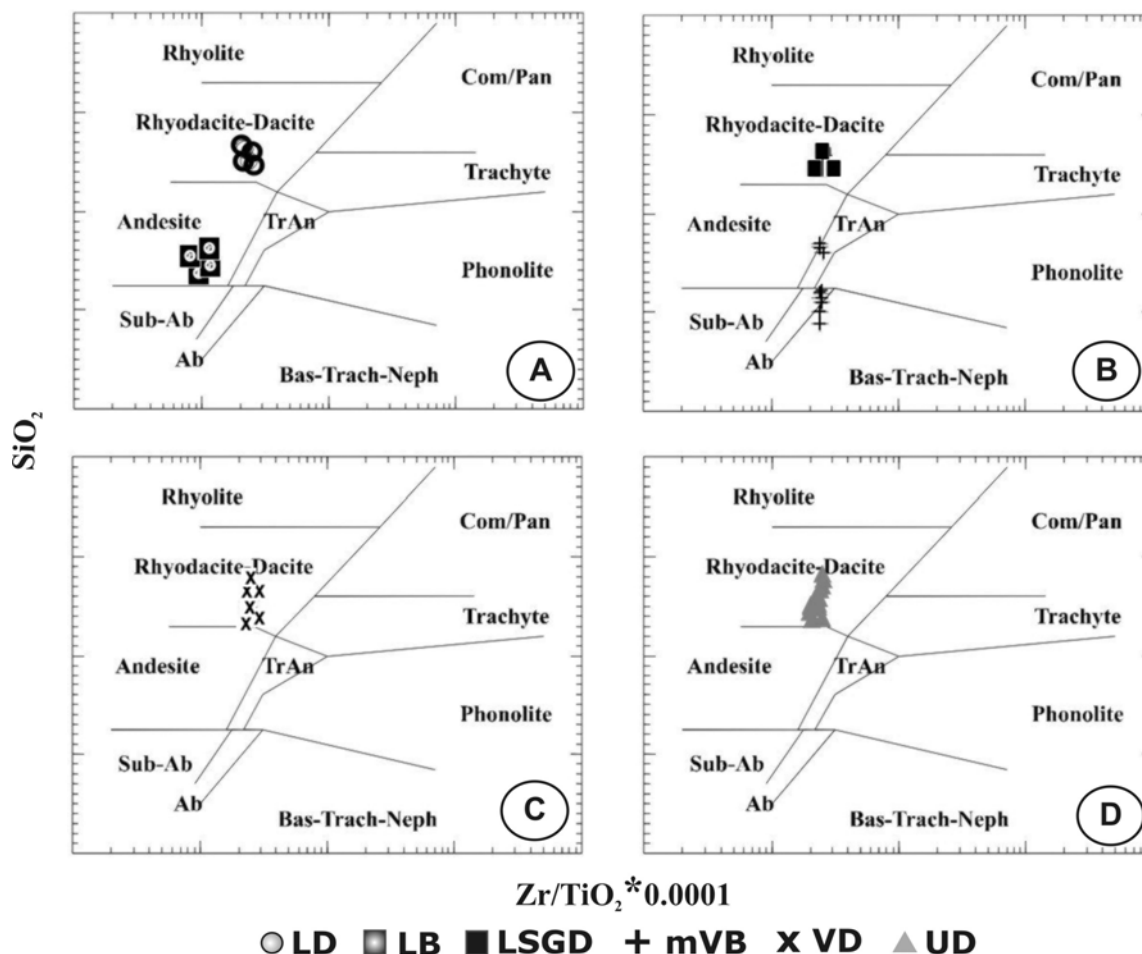 Rhyolite
Com/Pan
Rhyodacite-Dacite
Trachyte
Andesite
TrAn
Phonolite
Sub-Ab
Ab
Bas-Trach-Neph
A
Rhyolite
Com/Pan
Rhyodacite-Dacite
Trachyte
Andesite
TrAn
Phonolite
Sub-Ab
Ab
Bas-Trach-Neph
B
SiO₂
Rhyolite
Com/Pan
Rhyodacite-Dacite
Trachyte
Andesite
TrAn
Phonolite
Sub-Ab
Ab
Bas-Trach-Neph
C
Rhyolite
Com/Pan
Rhyodacite-Dacite
Trachyte
Andesite
TrAn
Phonolite
Sub-Ab
Ab
Bas-Trach-Neph
D
Zr/TiO₂*0.0001
LD LB LSGD mVB VD UD